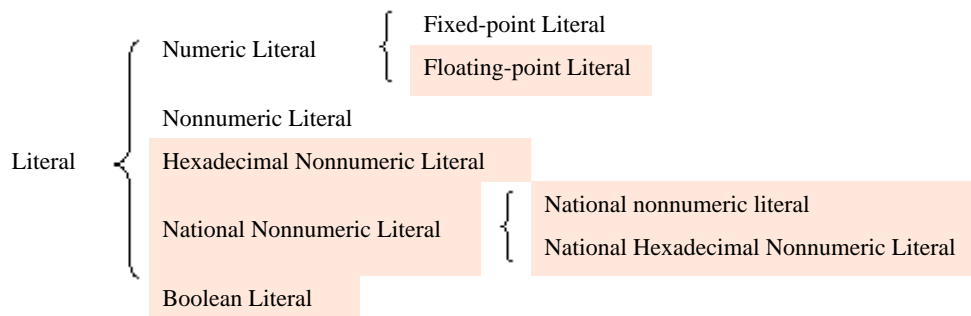 Fixed-point Literal
Numeric Literal
Floating-point Literal
Nonnumeric Literal
Literal
Hexadecimal Nonnumeric Literal
National nonnumeric literal
National Nonnumeric Literal
National Hexadecimal Nonnumeric Literal
Boolean Literal